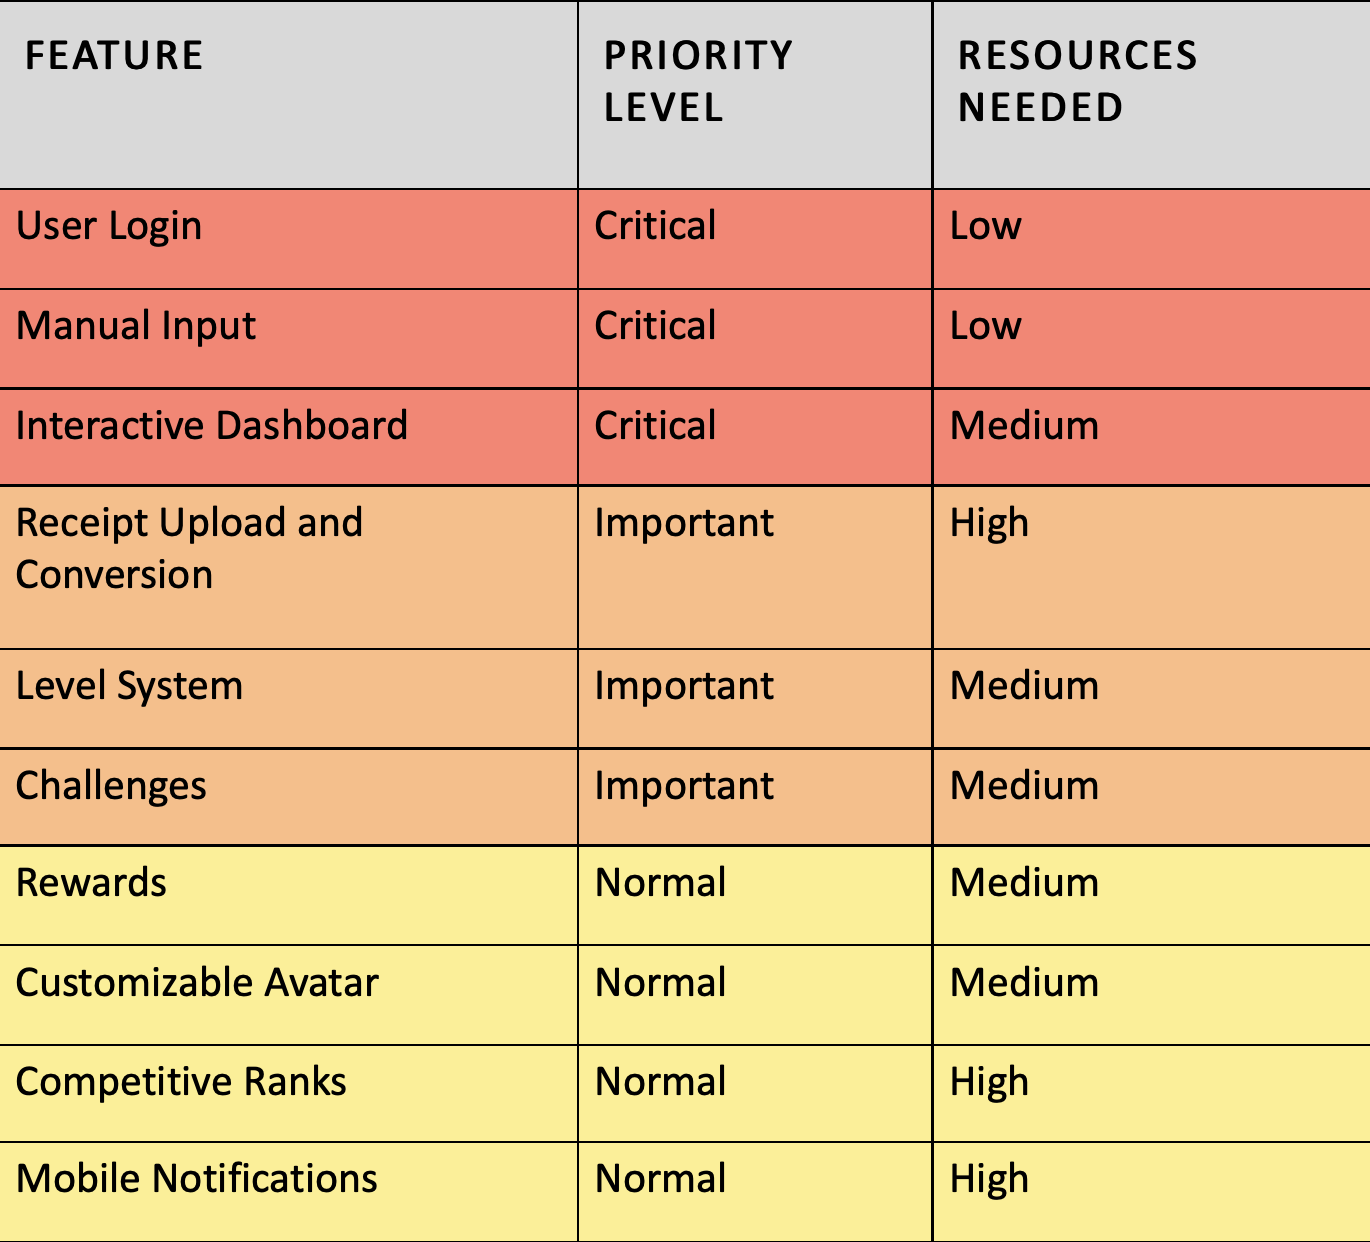 FEATURE
PRIORITY
LEVEL
RESOURCES
NEEDED
User Login
Critical
Low
Manual Input
Critical
Low
Interactive Dashboard
Critical
Medium
Receipt Upload and
Conversion
Important
High
Level System
Important
Medium
Challenges
Important
Medium
Rewards
Normal
Medium
Customizable Avatar
Normal
Medium
Competitive Ranks
Normal
High
Mobile Notifications
Normal
High